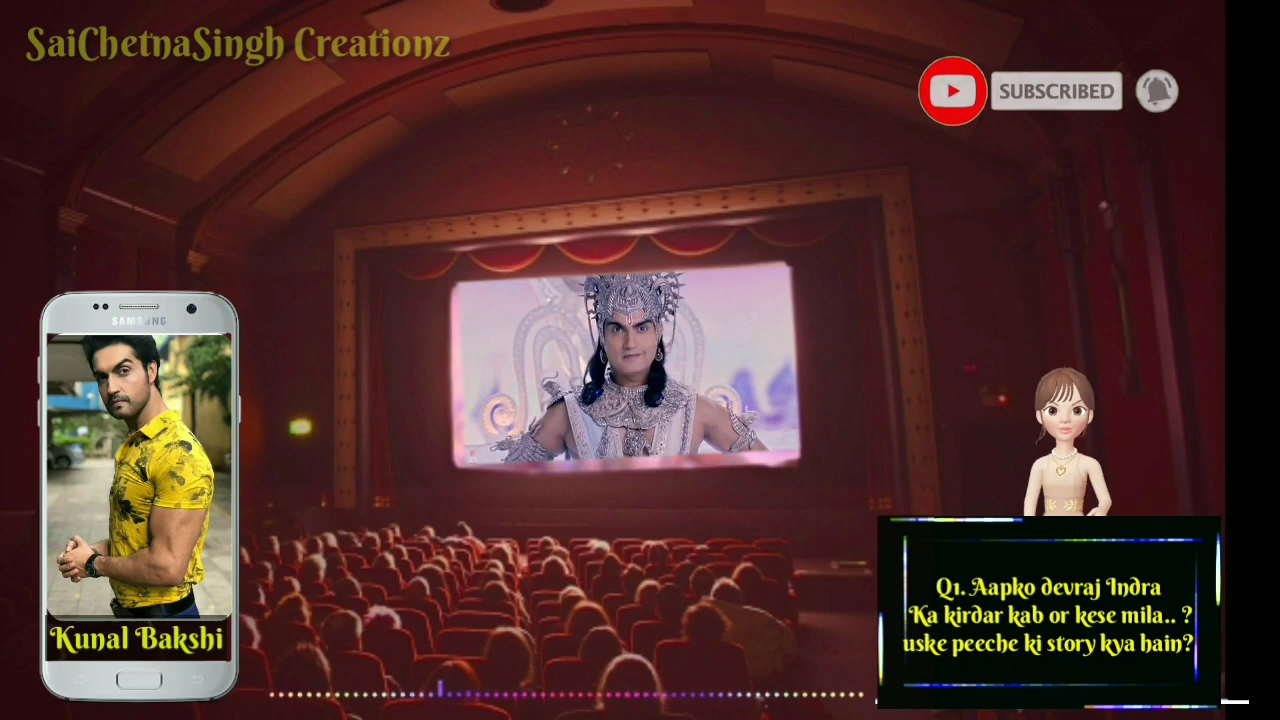 SaiChetnaSingh Creationz
SUBSCRIBED
SAMSUNG
Kunal Bakshi
Q1. Aapko devraj Indra
Ka kirdar kab or kese mila.. ?
uske peeche ki story kya hain?